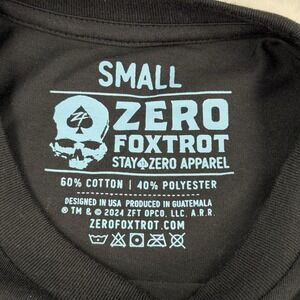 SMALL
ZF
ZERO
FOXTROT
STAY♠ZERO APPAREL
60% COTTON | 40% POLYESTER
DESIGNED IN USA PRODUCED IN GUATEMALA
® TM & © 2024 ZFT OPCO, LLC, A.R.R.
ZEROFOXTROT.COM